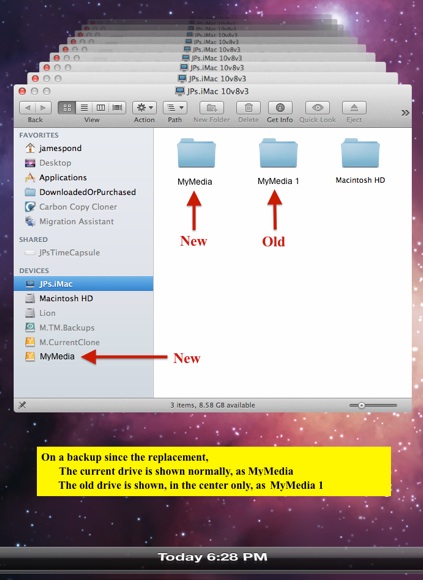 JPs.iMac 10v8v3
JPs.iMac 10v8v3
JPs.iMac 10v8v3
JPs.iMac 10v8v3
JPs.iMac 10v8v3
Back View Action Path New Folder Delete Get Info Quick Look Eject
FAVORITES
jamespond
Desktop
Applications
DownloadedOrPurchased
Carbon Copy Cloner
Migration Assistant
SHARED
JPsTimeCapsule
DEVICES
JPs.iMac
Macintosh HD
Lion
M.TM.Backups
M.CurrentClone
MyMedia
New
MyMedia MyMedia 1 Macintosh HD
New Old
3 items, 8.58 GB available
On a backup since the replacement,
The current drive is shown normally, as MyMedia
The old drive is shown, in the center only, as MyMedia 1
Today 6:28 PM